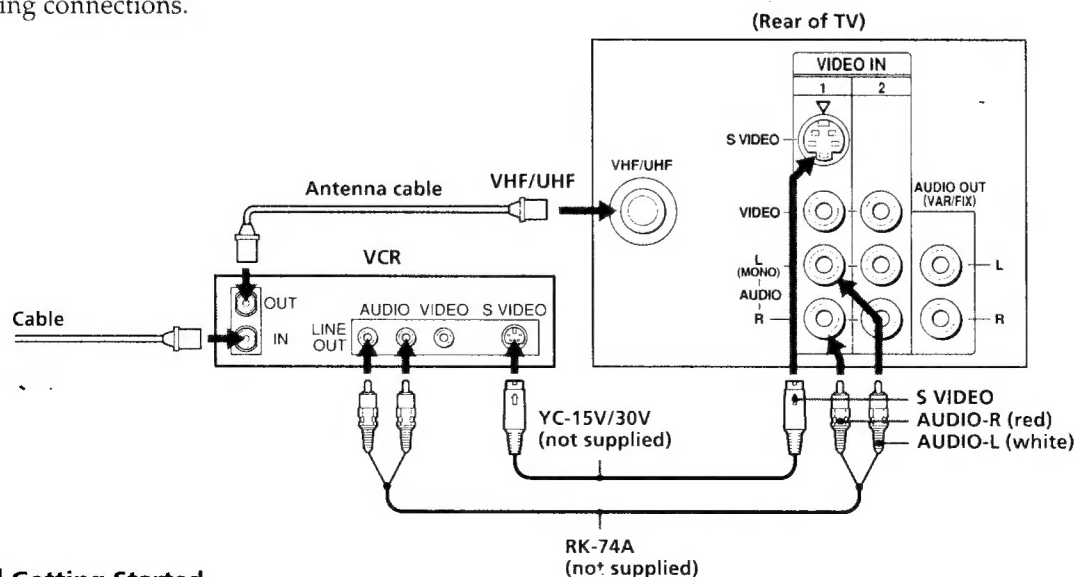 ing connections.
(Rear of TV)
VIDEO IN
1 2
S VIDEO
VHF/UHF
Antenna cable
VHF/UHF
AUDIO OUT
(VAR/FIX)
VIDEO
VCR
L
(MONO)
AUDIO
R
L
R
OUT
IN
AUDIO VIDEO S VIDEO
LINE
OUT
Cable
YC-15V/30V
(not supplied)
S VIDEO
AUDIO-R (red)
AUDIO-L (white)
RK-74A
(not supplied)
Getting Started